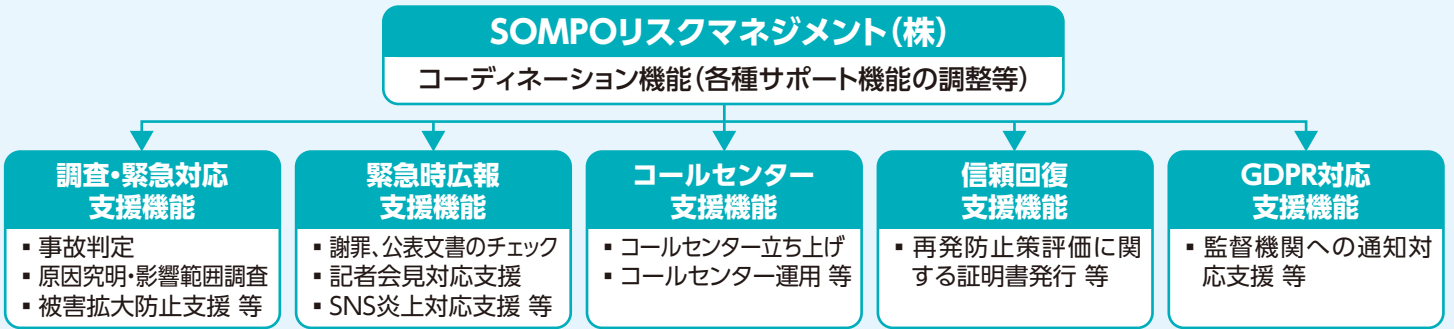 SOMPOリスクマネジメント(株)
コーディネーション機能(各種サポート機能の調整等)
調査・緊急対応
支援機能
▪事故判定
▪原因究明・影響範囲調査
▪被害拡大防止支援 等
緊急時広報
支援機能
▪謝罪、公表文書のチェック
▪記者会見対応支援
▪SNS炎上対応支援 等
コールセンター
支援機能
▪コールセンター立ち上げ
▪コールセンター運用 等
信頼回復
支援機能
▪再発防止策評価に関
する証明書発行 等
GDPR対応
支援機能
▪監督機関への通知対
応支援 等